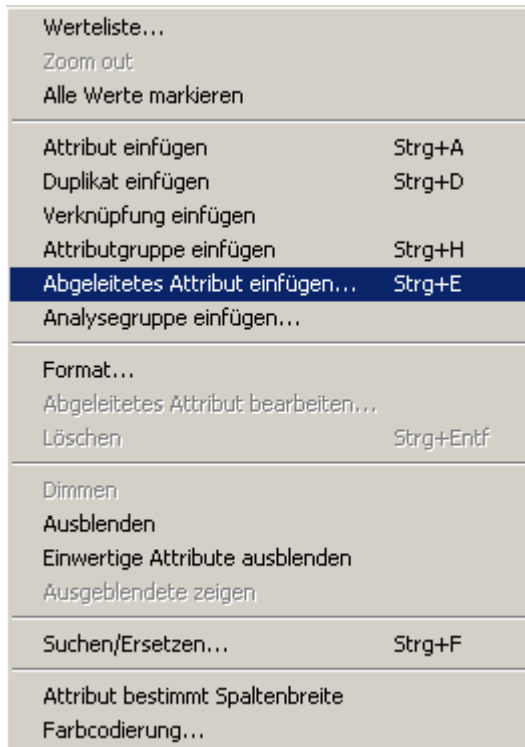 Werteliste...
Zoom out
Alle Werte markieren
Attribut einfügen Strg+A
Duplikat einfügen Strg+D
Verknüpfung einfügen
Attributgruppe einfügen Strg+H
Abgeleitetes Attribut einfügen... Strg+E
Analysegruppe einfügen...
Format...
Abgeleitetes Attribut bearbeiten...
Löschen Strg+Entf
Dimmen
Ausblenden
Einwertige Attribute ausblenden
Ausgeblendete zeigen
Suchen/Ersetzen... Strg+F
Attribut bestimmt Spaltenbreite
Farbcodierung...